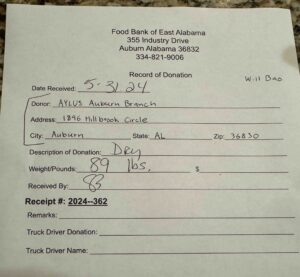 Food Bank of East Alabama
355 Industry Drive
Auburn Alabama 36832
334-821-9006
Record of Donation
Will Bao
Date Received: 5-31-24
Donor: AYLUS Auburn Branch
Address: 1896 Millbrook Circle
City: Auburn State: AL Zip: 36830
Description of Donation: Dry
Weight/Pounds: 89 lbs. $
Received By:
Receipt #: 2024--362
Remarks:
Truck Driver Donation:
Truck Driver Name: